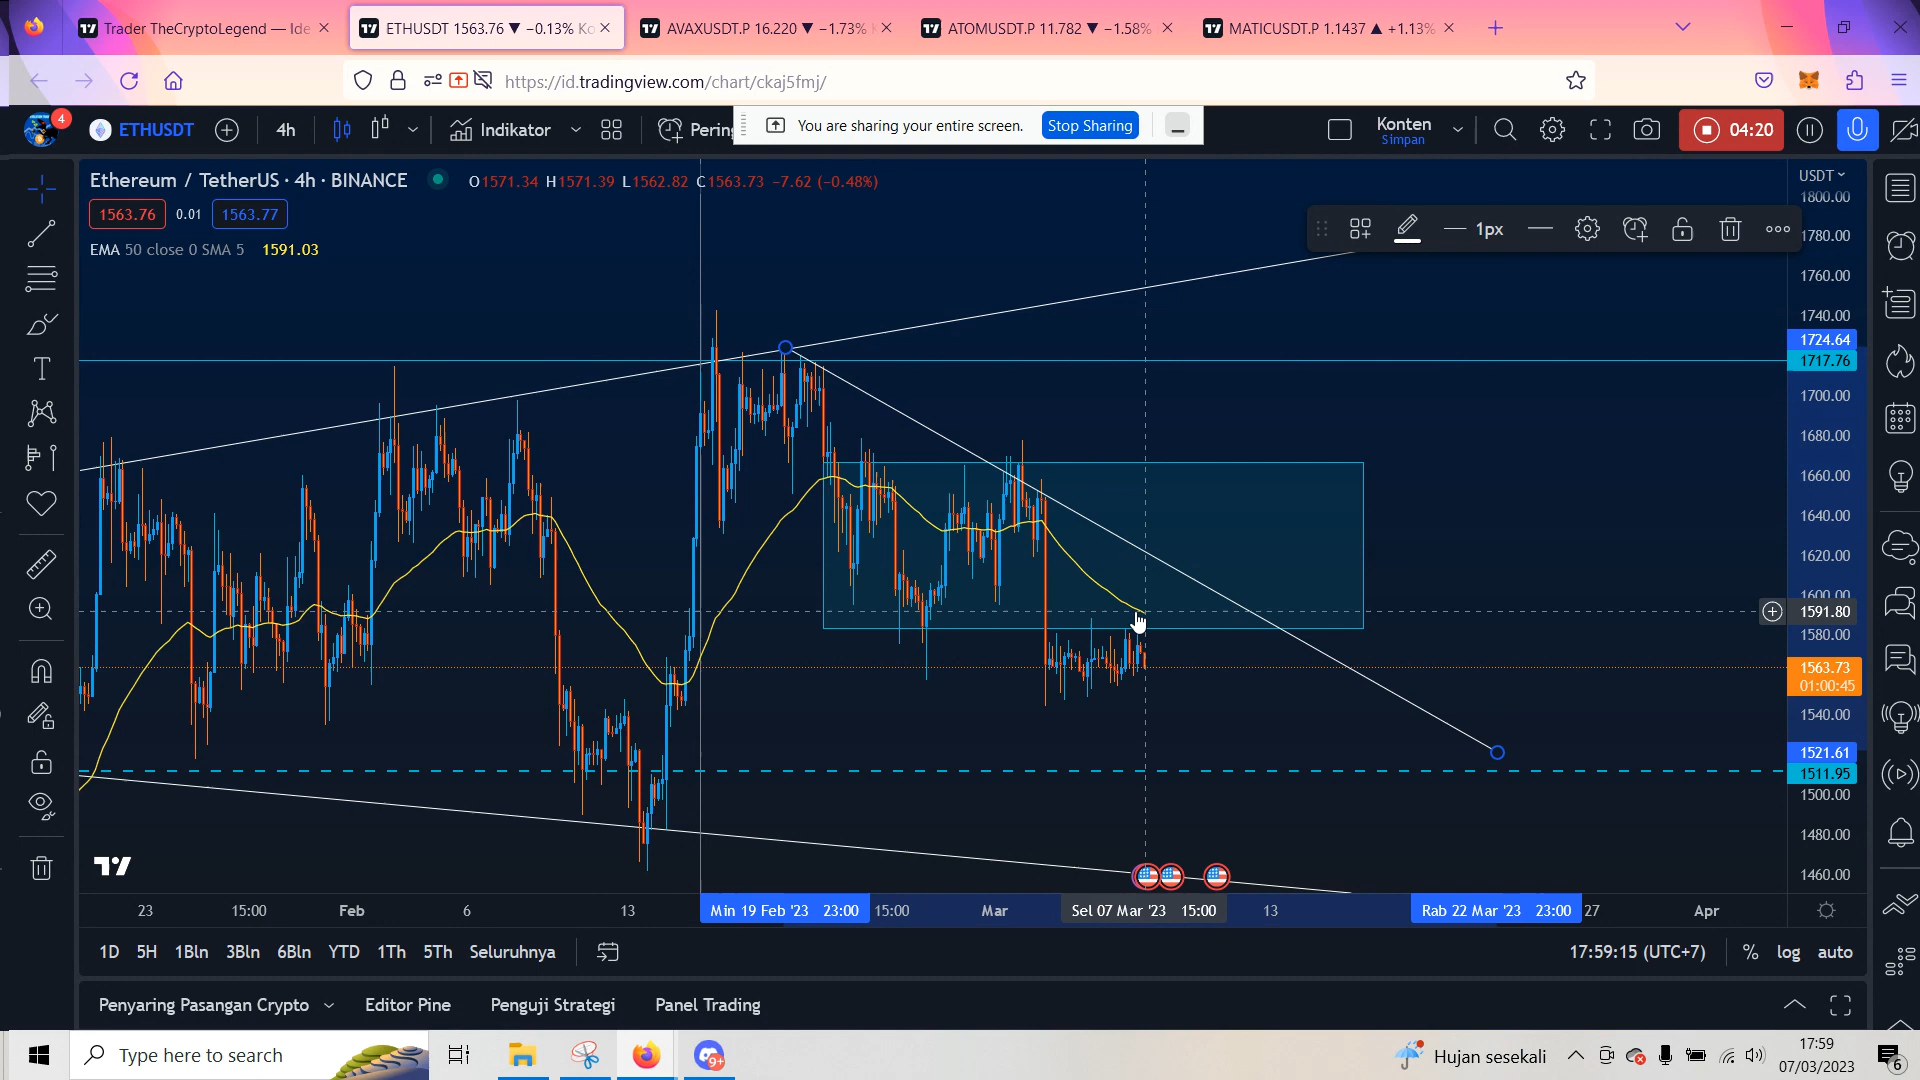 Trader TheCryptoLegend — Ide
ETHUSDT 1563.76 ▼ −0.13% Ko
AVAXUSDT.P 16.220 ▼ −1.73% K
ATOMUSDT.P 11.782 ▼ −1.58%
MATICUSDT.P 1.1437 ▲ +1.13%
https://id.tradingview.com/chart/ckaj5fmj/
4
ETHUSDT
4h
Indikator
Pering
You are sharing your entire screen.
Stop Sharing
Konten
Simpan
04:20
Ethereum / TetherUS · 4h · BINANCE
O1571.34 H1571.39 L1562.82 C1563.73 −7.62 (−0.48%)
1563.76
0.01
1563.77
EMA 50 close 0 SMA 5 1591.03
1px
USDT
1800.00
1780.00
1760.00
1740.00
1724.64
1717.76
1700.00
1680.00
1660.00
1640.00
1620.00
1600.00
1591.80
1580.00
1563.73
01:00:45
1540.00
1521.61
1511.95
1500.00
1480.00
1460.00
23
15:00
Feb
6
13
Min 19 Feb '23 23:00
15:00
Mar
Sel 07 Mar '23 15:00
13
Rab 22 Mar '23 23:00
27
Apr
1D 5H 1Bln 3Bln 6Bln YTD 1Th 5Th Seluruhnya
17:59:15 (UTC+7)
% log auto
Penyaring Pasangan Crypto
Editor Pine
Penguji Strategi
Panel Trading
Type here to search
9+
Hujan sesekali
17:59
07/03/2023
6